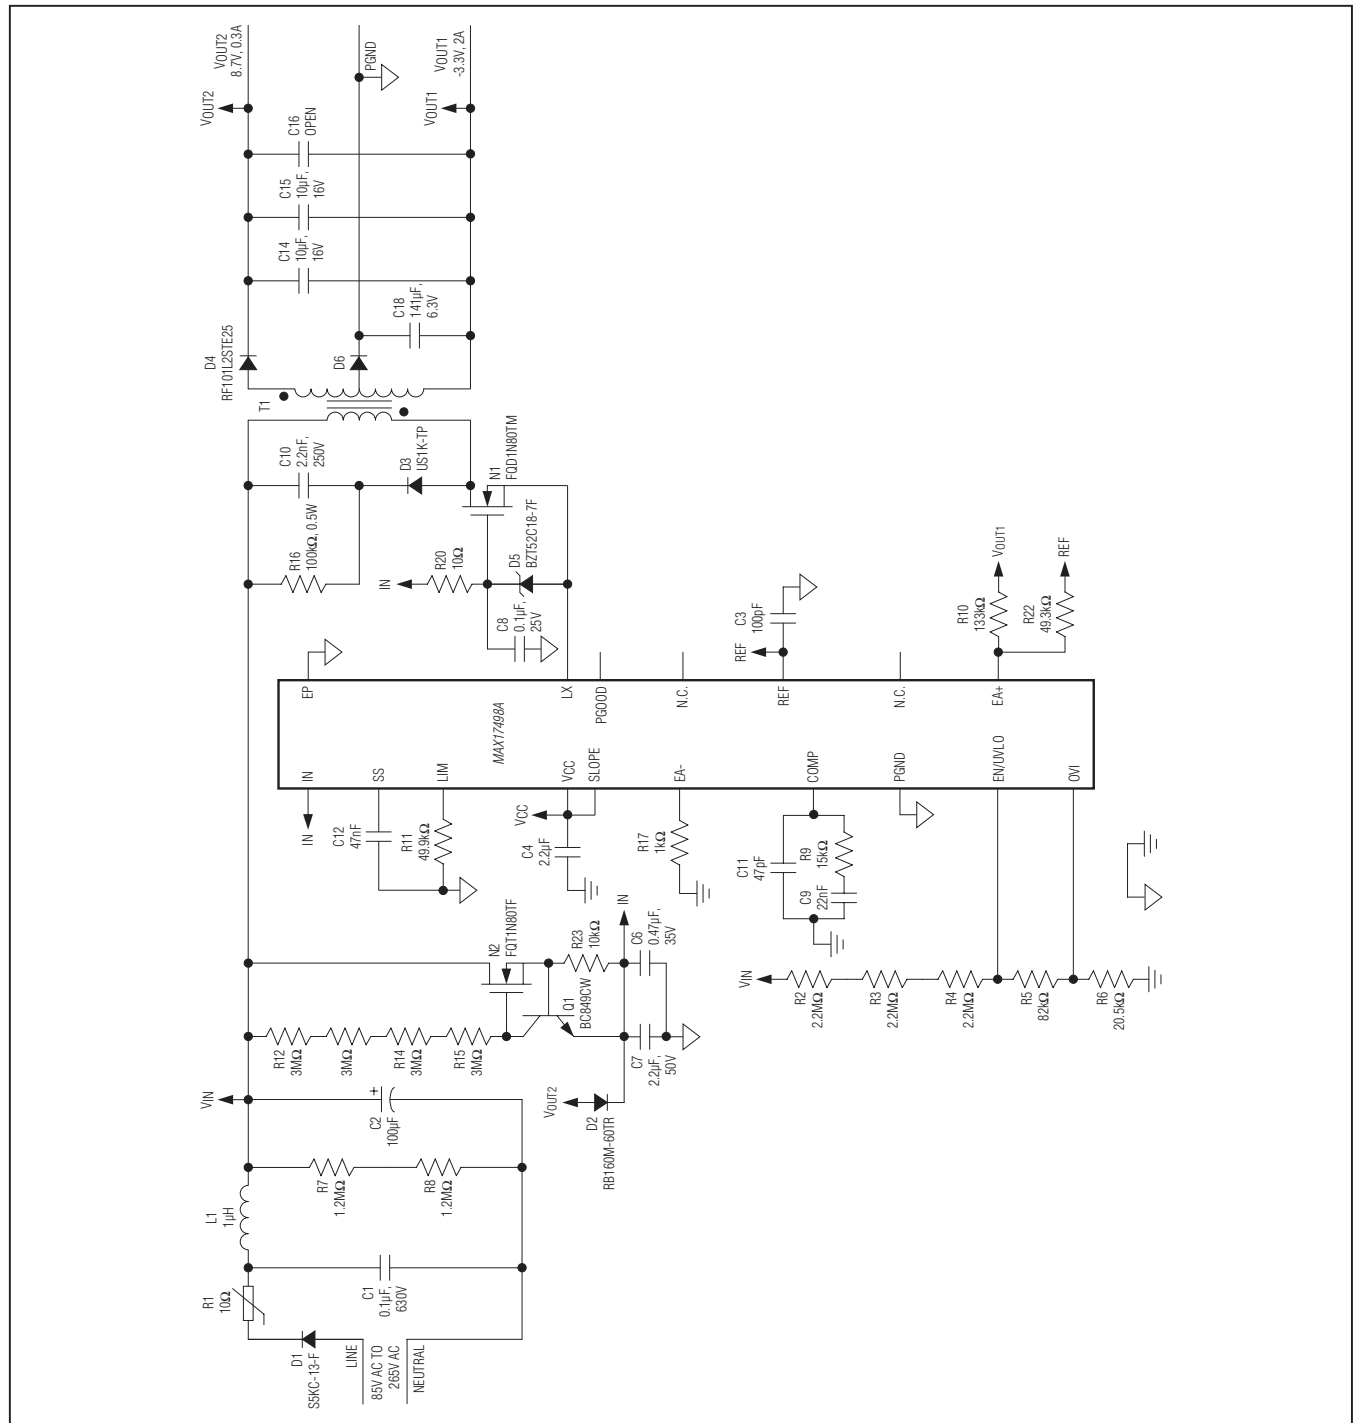 VOUT2
8.7V, 0.3A
PGND
VOUT1
-3.3V, 2A
VOUT2
VOUT1
C16
OPEN
C15
10µF,
16V
C14
10µF,
16V
C18
141µF,
6.3V
D4
RF101L2STE25
D6
T1
C10
2.2nF,
250V
D3
US1K-TP
N1
FQD1N80TM
R16
100kΩ, 0.5W
IN
R20
10Ω
D5
BZT52C18-7F
C8
0.1µF,
25V
C3
100pF
REF
R10
133kΩ
VOUT1
R22
49.3kΩ
REF
EP
LX
PGOOD
N.C.
REF
N.C.
EA+
MAX17498A
IN
SS
LIM
VCC
SLOPE
EA-
COMP
PGND
EN/UVLO
OVI
IN
C12
47nF
R11
49.9kΩ
VCC
C4
2.2µF
R17
1kΩ
C11
47pF
R9
15kΩ
C9
22nF
N2
FQT1N80TF
R23
10kΩ
IN
C6
0.47µF,
35V
Q1
BC849CW
C7
2.2µF,
50V
R12
3MΩ
3MΩ
R14
3MΩ
R15
3MΩ
VOUT2
D2
RB160M-60TR
VIN
R2
2.2MΩ
R3
2.2MΩ
R4
2.2MΩ
R5
82kΩ
R6
20.5kΩ
VIN
C2
100µF
+
R7
1.2MΩ
R8
1.2MΩ
L1
1µH
C1
0.1µF,
630V
R1
10Ω
D1
S5KC-13-F
LINE
85V AC TO
265V AC
NEUTRAL